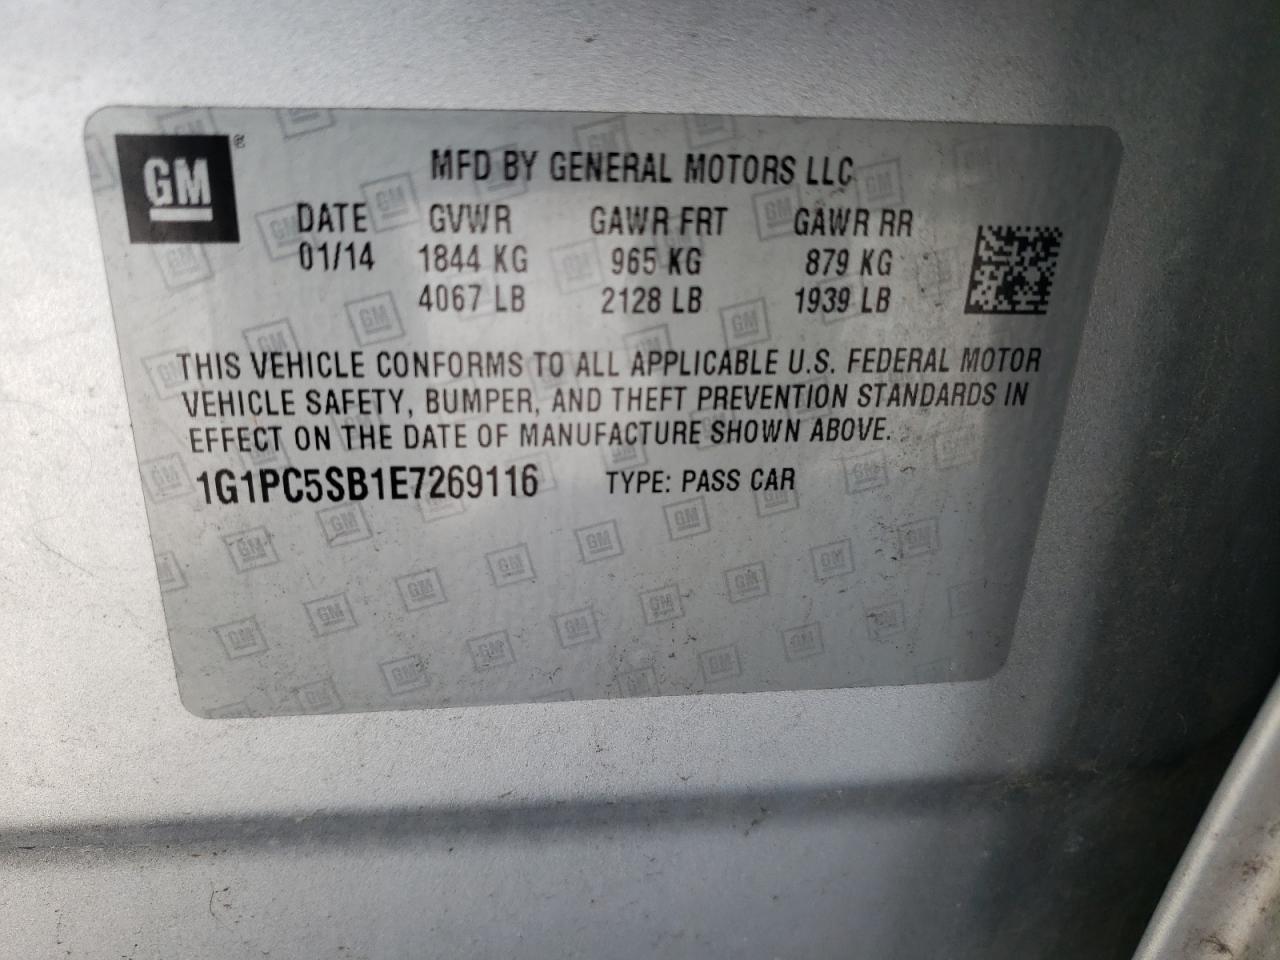 GM ®
MFD BY GENERAL MOTORS LLC
DATE GVWR GAWR FRT GAWR RR
01/14 1844 KG 965 KG 879 KG
4067 LB 2128 LB 1939 LB
THIS VEHICLE CONFORMS TO ALL APPLICABLE U.S. FEDERAL MOTOR
VEHICLE SAFETY, BUMPER, AND THEFT PREVENTION STANDARDS IN
EFFECT ON THE DATE OF MANUFACTURE SHOWN ABOVE.
1G1PC5SB1E7269116 TYPE: PASS CAR